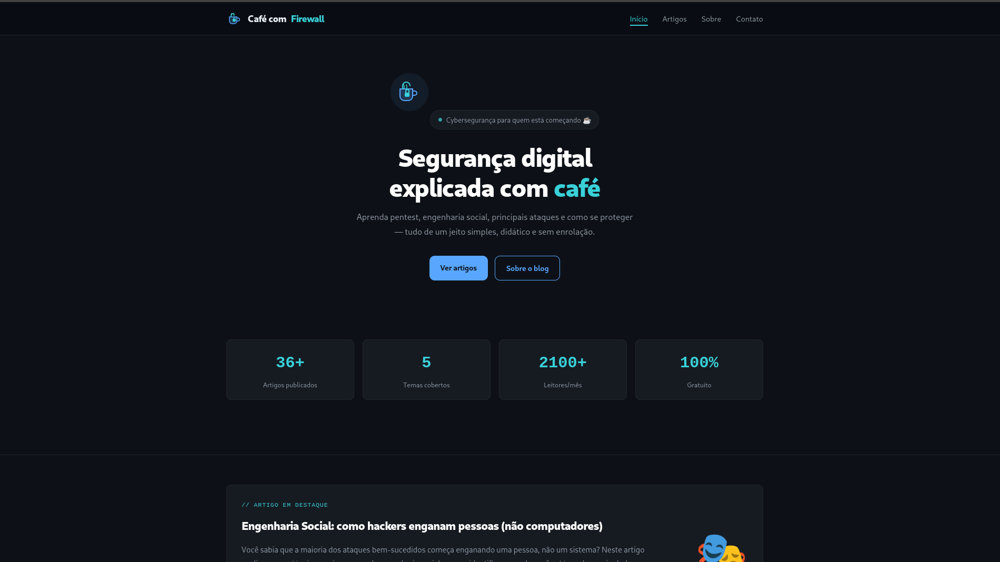 Café com Firewall
Início Artigos Sobre Contato
Cybersegurança para quem está começando ☕
Segurança digital
explicada com café
Aprenda pentest, engenharia social, principais ataques e como se proteger
— tudo de um jeito simples, didático e sem enrolação.
Ver artigos Sobre o blog
36+ 5 2100+ 100%
Artigos publicados Temas cobertos Leitores/mês Gratuito
// ARTIGO EM DESTAQUE
Engenharia Social: como hackers enganam pessoas (não computadores)
Você sabia que a maioria dos ataques bem-sucedidos começa enganando uma pessoa, não um sistema? Neste artigo